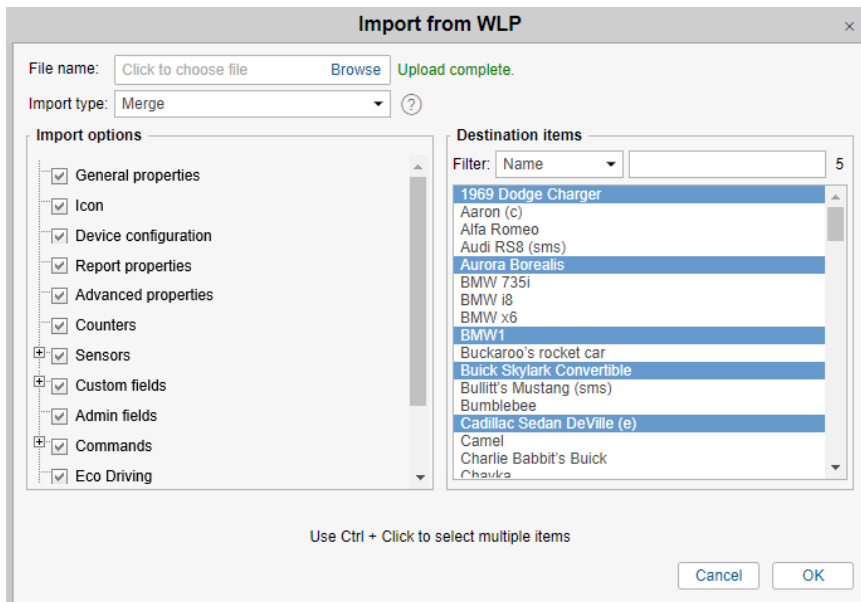 Import from WLP
×
File name: Click to choose file Browse Upload complete.
Import type: Merge ?
Import options
General properties
Icon
Device configuration
Report properties
Advanced properties
Counters
Sensors
Custom fields
Admin fields
Commands
Eco Driving
Destination items
Filter: Name 5
1969 Dodge Charger
Aaron (c)
Alfa Romeo
Audi RS8 (sms)
Aurora Borealis
BMW 735i
BMW i8
BMW x6
BMW1
Buckaroo's rocket car
Buick Skylark Convertible
Bullitt's Mustang (sms)
Bumblebee
Cadillac Sedan DeVille (e)
Camel
Charlie Babbit's Buick
Chayka
Use Ctrl + Click to select multiple items
Cancel OK